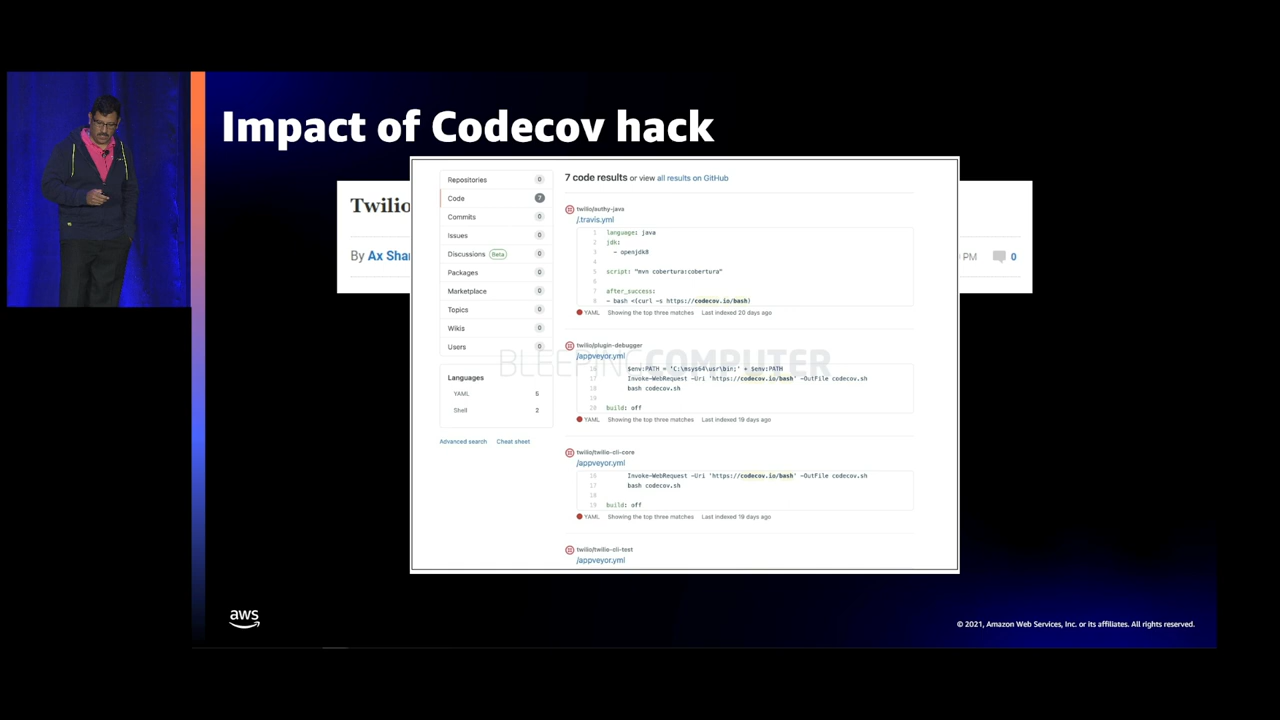 Impact of Codecov hack
Twilio
By Ax Shar
PM 0
Repositories 0
Code 7
Commits 0
Issues 0
Discussions Beta 0
Packages 0
Marketplace 0
Topics 0
Wikis 0
Users 0
Languages
YAML 5
Shell 2
Advanced search Cheat sheet
7 code results or view all results on GitHub
twilio/authy-java
/.travis.yml
1 language: java
2 jdk:
3 - openjdk8
4
5 script: "mvn cobertura:cobertura"
6
7 after_success:
8 - bash <(curl -s https://codecov.io/bash)
YAML Showing the top three matches Last indexed 20 days ago
twilio/plugin-debugger
/appveyor.yml
16 $env:PATH = 'C:\msys64\usr\bin;' + $env:PATH
17 Invoke-WebRequest -Uri 'https://codecov.io/bash' -OutFile codecov.sh
18 bash codecov.sh
19
20 build: off
YAML Showing the top three matches Last indexed 19 days ago
BLEEPINGCOMPUTER
twilio/twilio-cli-core
/appveyor.yml
16 Invoke-WebRequest -Uri 'https://codecov.io/bash' -OutFile codecov.sh
17 bash codecov.sh
18
19 build: off
YAML Showing the top three matches Last indexed 19 days ago
twilio/twilio-cli-test
/appveyor.yml
aws
© 2021, Amazon Web Services, Inc. or its affiliates. All rights reserved.